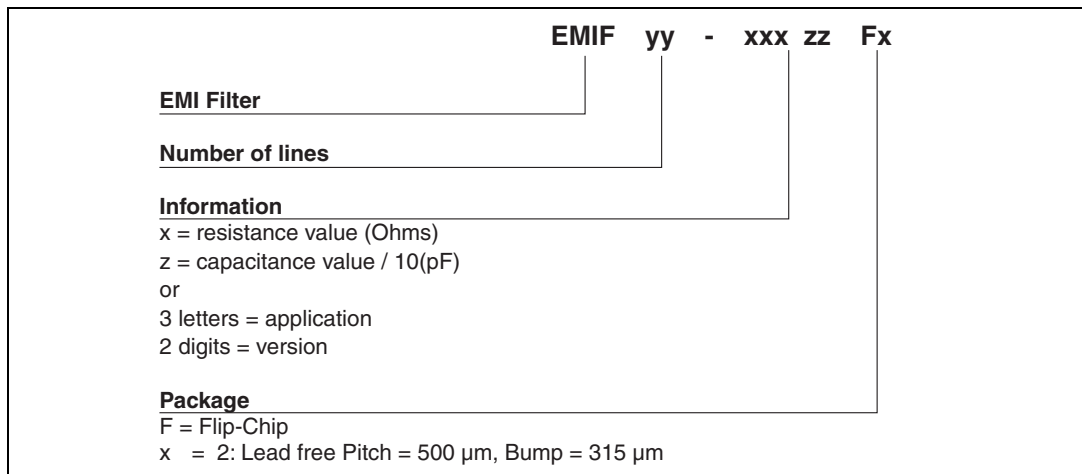 EMIF yy - xxx zz Fx
EMI Filter
Number of lines
Information
x = resistance value (Ohms)
z = capacitance value / 10(pF)
or
3 letters = application
2 digits = version
Package
F = Flip-Chip
x = 2: Lead free Pitch = 500 µm, Bump = 315 µm